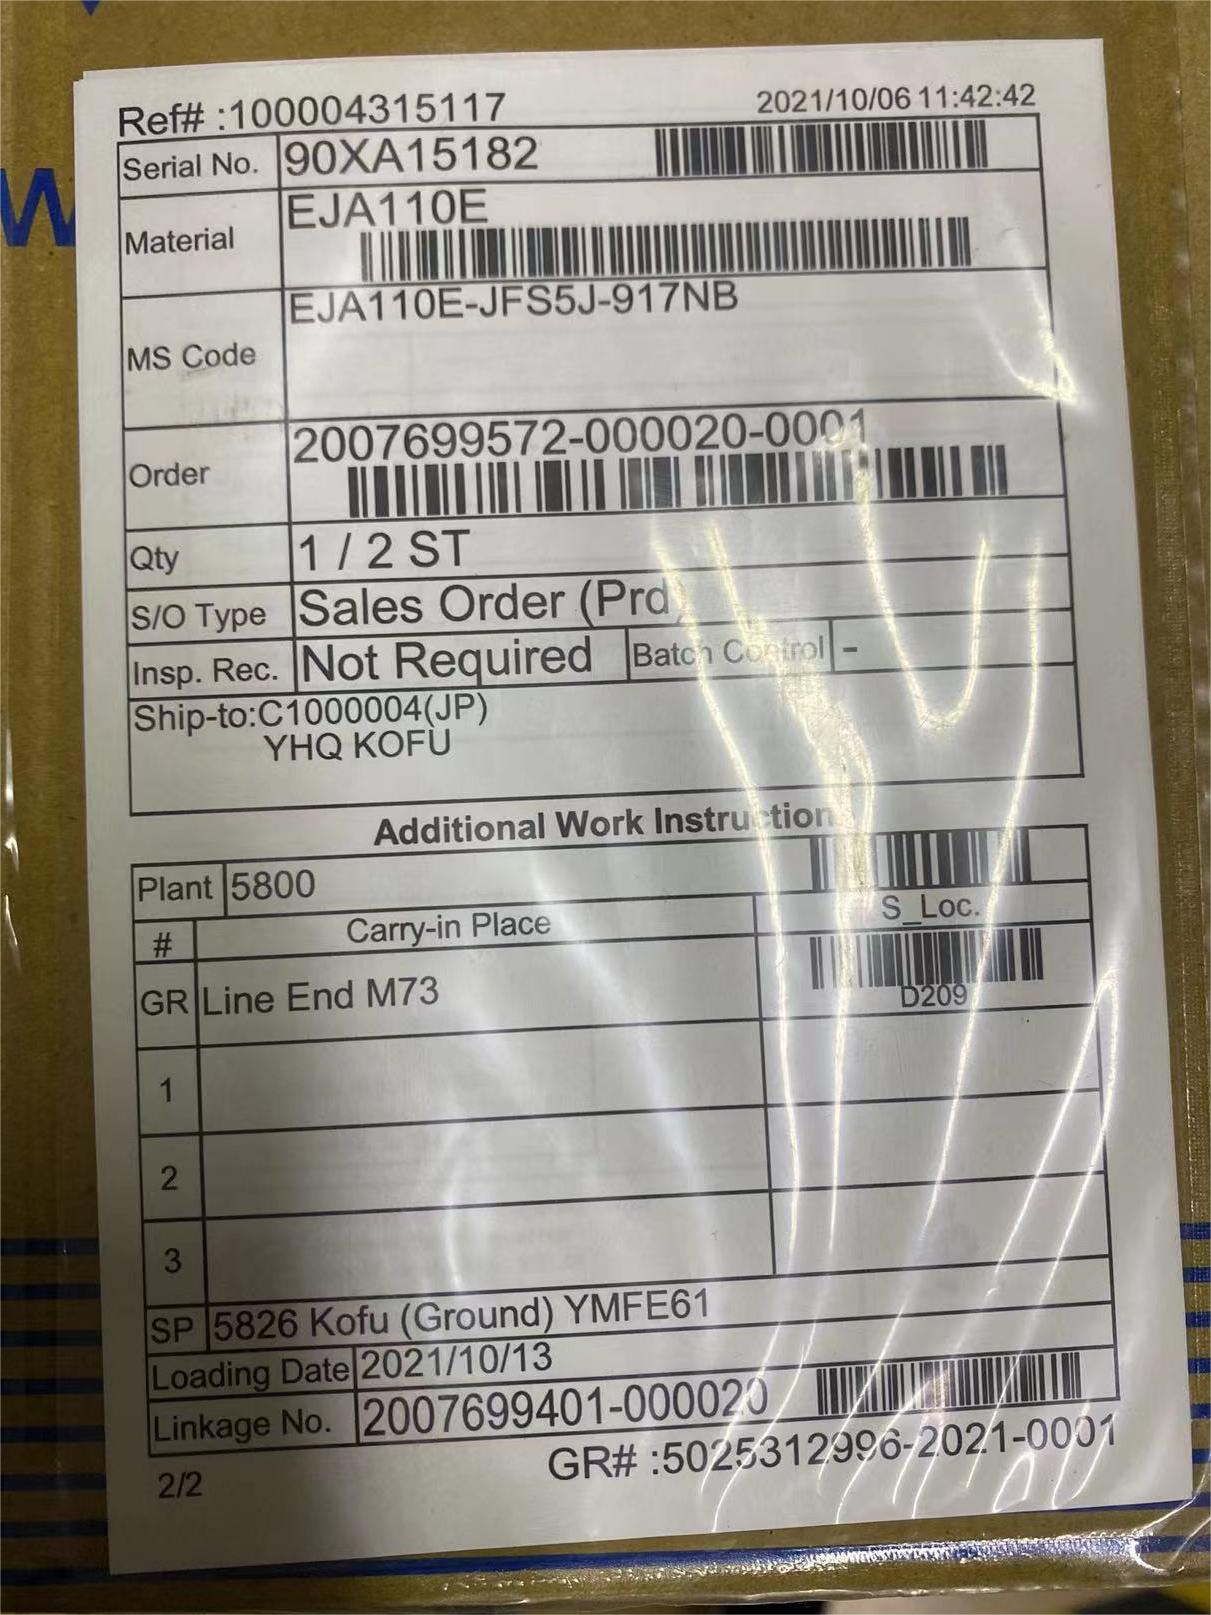 W
Ref# :100004315117
2021/10/06 11:42:42
Serial No. 90XA15182
Material EJA110E
MS Code EJA110E-JFS5J-917NB
Order 2007699572-000020-0001
Qty 1 / 2 ST
S/O Type Sales Order (Prd)
Insp. Rec. Not Required Batch Control -
Ship-to:C1000004(JP)
YHQ KOFU
Additional Work Instruction
Plant 5800
# Carry-in Place S_Loc.
GR Line End M73 D209
1
2
3
SP 5826 Kofu (Ground) YMFE61
Loading Date 2021/10/13
Linkage No. 2007699401-000020
GR# :5025312996-2021-0001
2/2